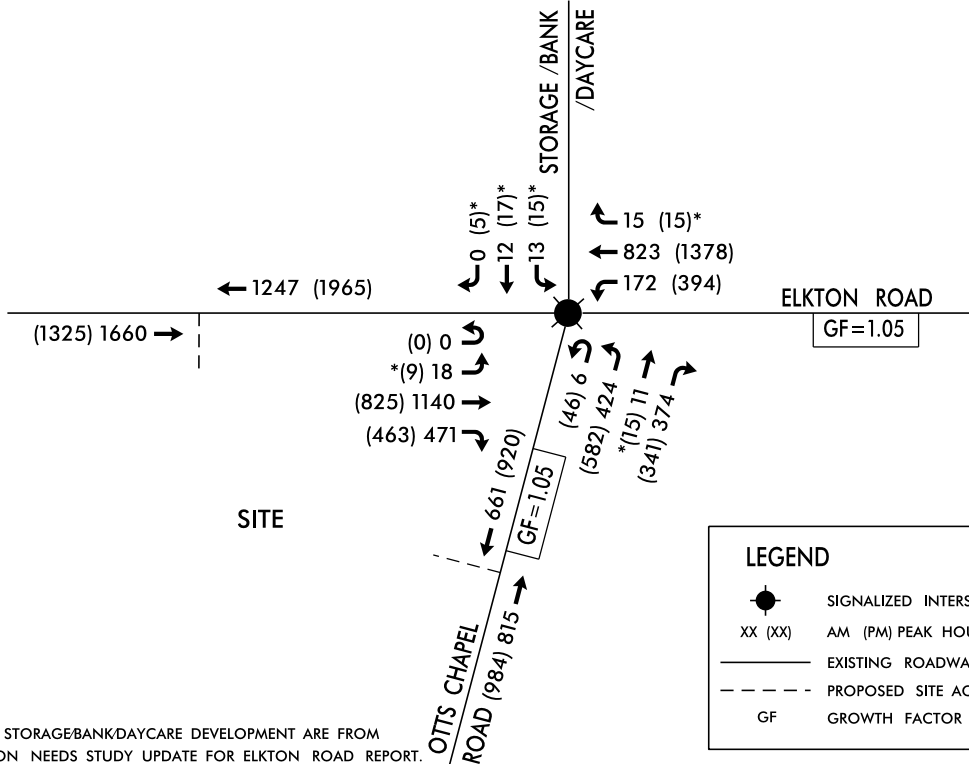 STORAGE /BANK
/DAYCARE
0 (5)*
12 (17)*
13 (15)*
15 (15)*
823 (1378)
172 (394)
1247 (1965)
ELKTON ROAD
GF=1.05
(1325) 1660
(0) 0
*(9) 18
(825) 1140
(463) 471
(46) 6
(582) 424
*(15) 11
(341) 374
661 (920)
GF=1.05
SITE
OTTS CHAPEL
ROAD (984) 815
LEGEND
SIGNALIZED
XX (XX) AM (PM) PEAK
EXISTING
PROPOSED SITE
GF GROWTH FACTOR
STORAGE/BANK/DAYCARE DEVELOPMENT ARE FROM
NEEDS STUDY UPDATE FOR ELKTON ROAD REPORT.